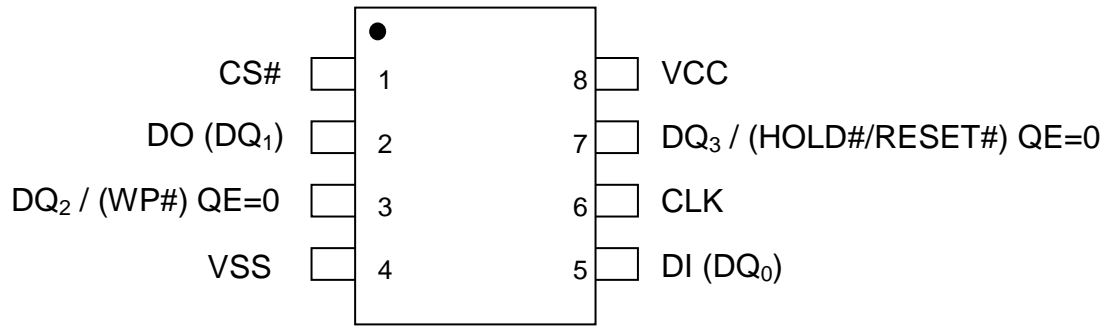 CS# 1 8 VCC
DO (DQ₁) 2 7 DQ₃ / (HOLD#/RESET#) QE=0
DQ₂ / (WP#) QE=0 3 6 CLK
VSS 4 5 DI (DQ₀)